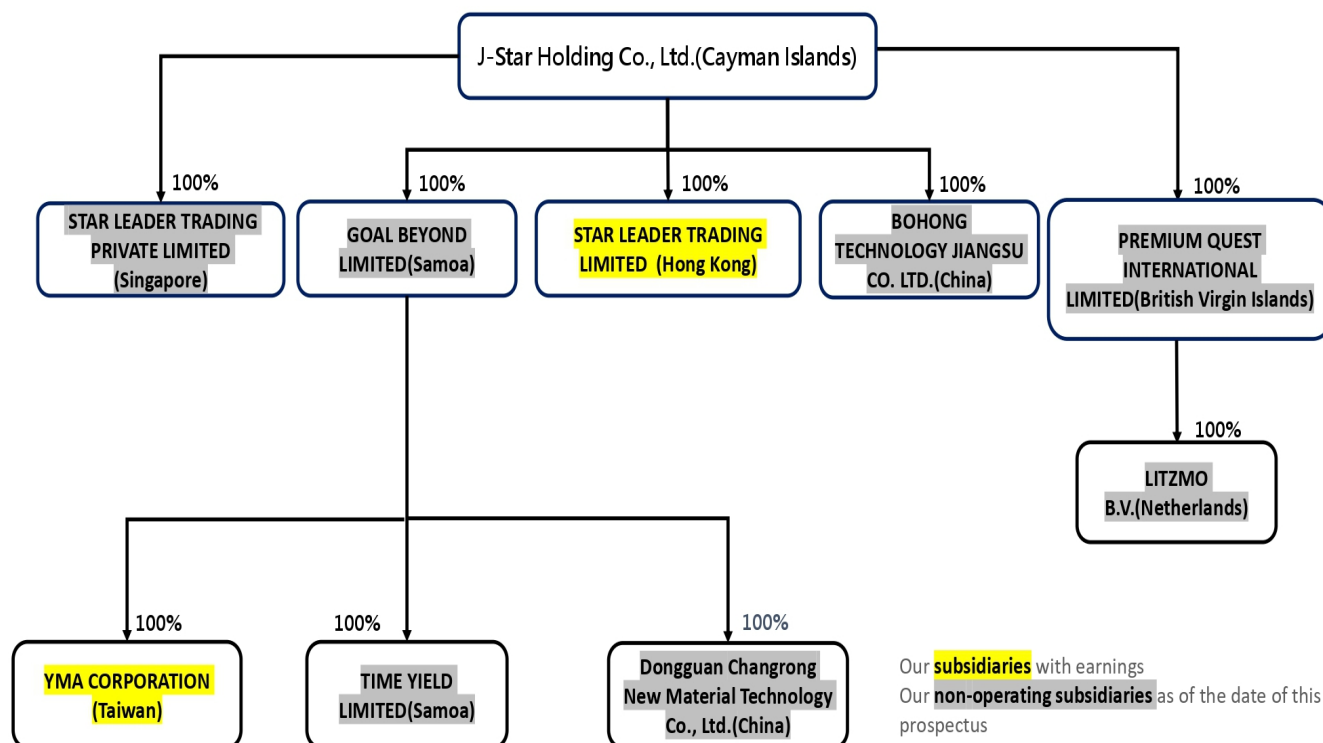 J-Star Holding Co., Ltd.(Cayman Islands)
100%
100%
100%
100%
100%
STAR LEADER TRADING
PRIVATE LIMITED
(Singapore)
GOAL BEYOND
LIMITED(Samoa)
STAR LEADER TRADING
LIMITED (Hong Kong)
BOHONG
TECHNOLOGY JIANGSU
CO. LTD.(China)
PREMIUM QUEST
INTERNATIONAL
LIMITED(British Virgin Islands)
100%
LITZMO
B.V.(Netherlands)
100%
100%
100%
YMA CORPORATION
(Taiwan)
TIME YIELD
LIMITED(Samoa)
Dongguan Changrong
New Material Technology
Co., Ltd.(China)
Our subsidiaries with earnings
Our non-operating subsidiaries as of the date of this
prospectus